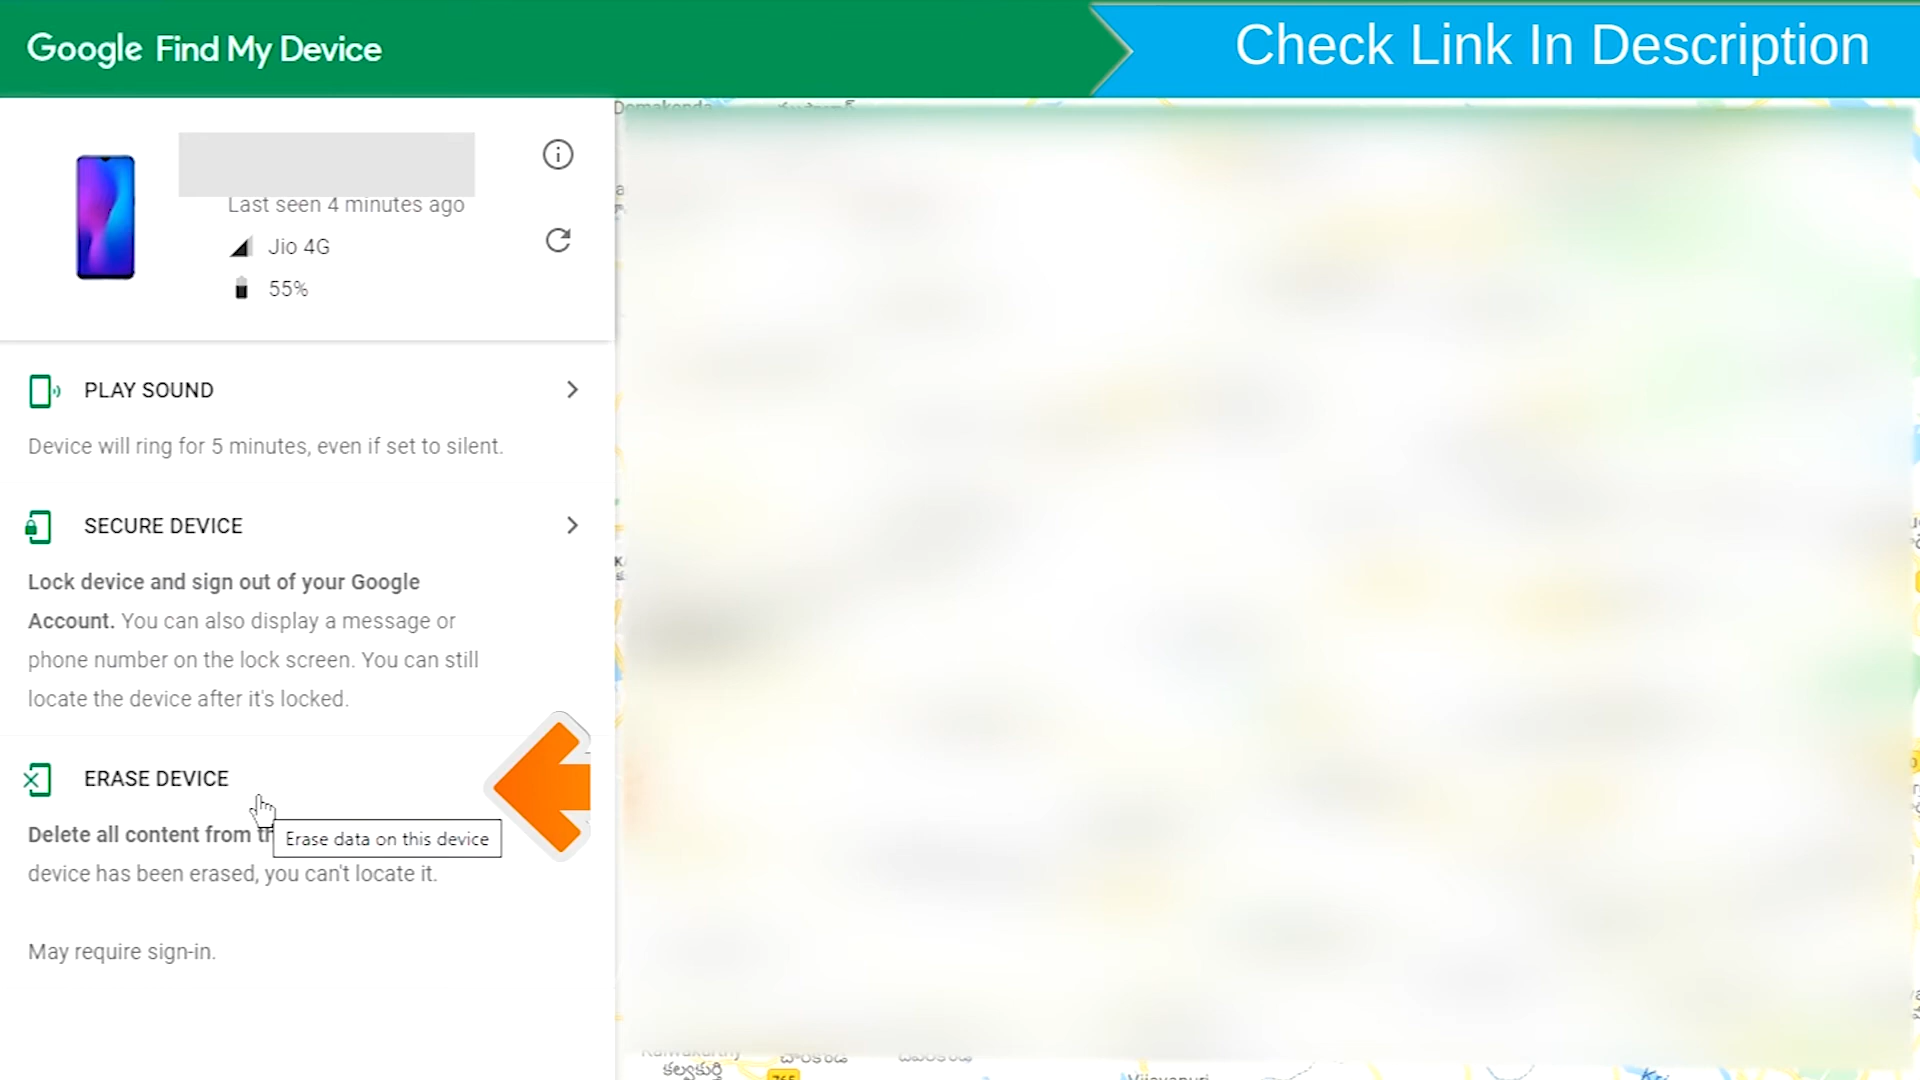 Google Find My Device
Check Link In Description
Last seen 4 minutes ago
Jio 4G
55%
PLAY SOUND
Device will ring for 5 minutes, even if set to silent.
SECURE DEVICE
Lock device and sign out of your Google
Account. You can also display a message or
phone number on the lock screen. You can still
locate the device after it's locked.
ERASE DEVICE
Delete all content from
Erase data on this device
device has been erased, you can't locate it.
May require sign-in.
కల్వకుర్తి